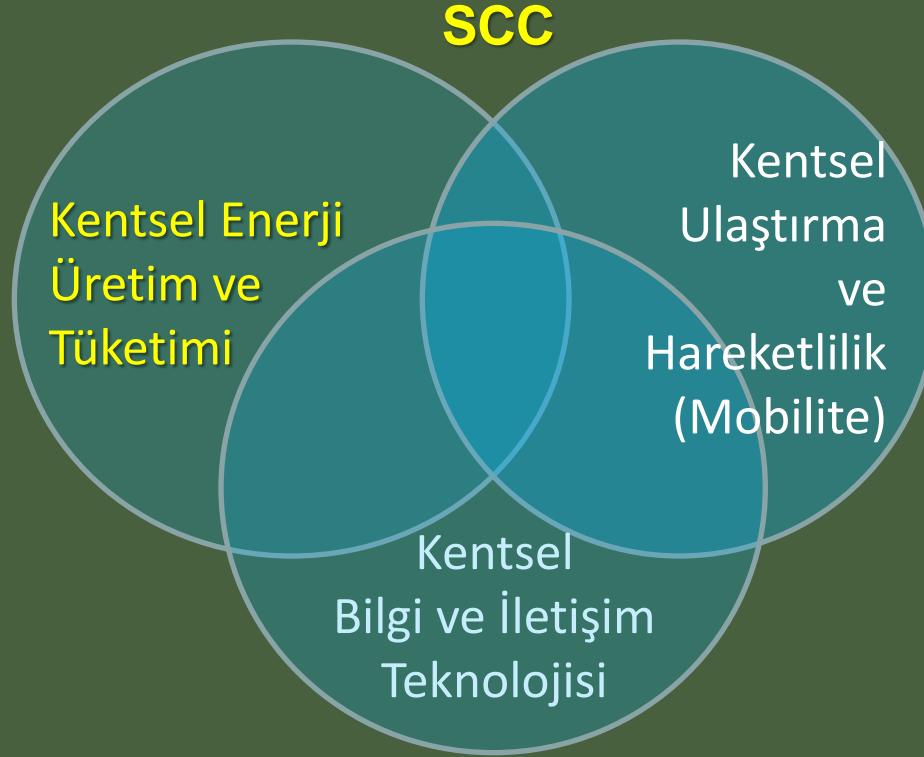 SCC
Kentsel Enerji
Üretim ve
Tüketimi
Kentsel
Ulaştırma
ve
Hareketlilik
(Mobilite)
Kentsel
Bilgi ve İletişim
Teknolojisi